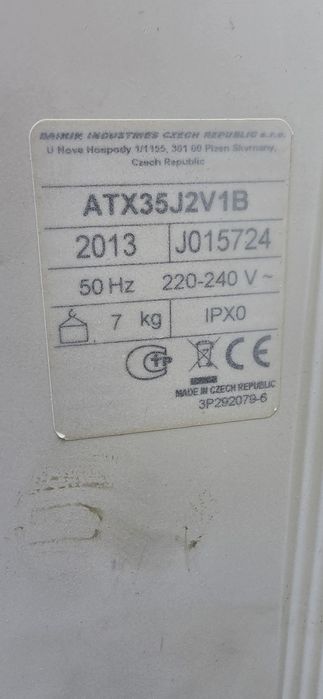 DAIKIN INDUSTRIES CZECH REPUBLIC s.r.o.
U Nove Hospody 1/1155, 301 00 Plzen Skvrnany,
Czech Republic
ATX35J2V1B
2013 J015724
50 Hz 220-240 V ~
7 kg IPX0
CE
MADE IN CZECH REPUBLIC
3P292079-6